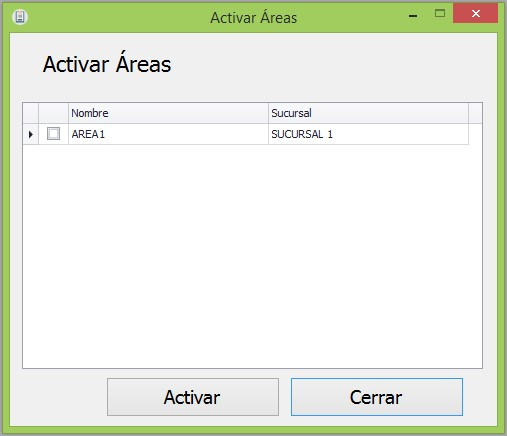 Activar Áreas
Activar Áreas
Nombre Sucursal
AREA1 SUCURSAL 1
Activar Cerrar